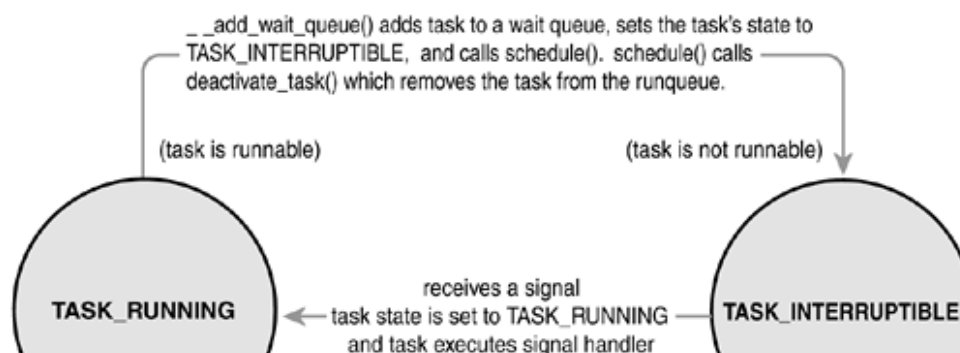 _ _add_wait_queue() adds task to a wait queue, sets the task's state to
TASK_INTERRUPTIBLE, and calls schedule(). schedule() calls
deactivate_task() which removes the task from the runqueue.
(task is runnable)
(task is not runnable)
TASK_RUNNING
receives a signal
task state is set to TASK_RUNNING
and task executes signal handler
TASK_INTERRUPTIBLE